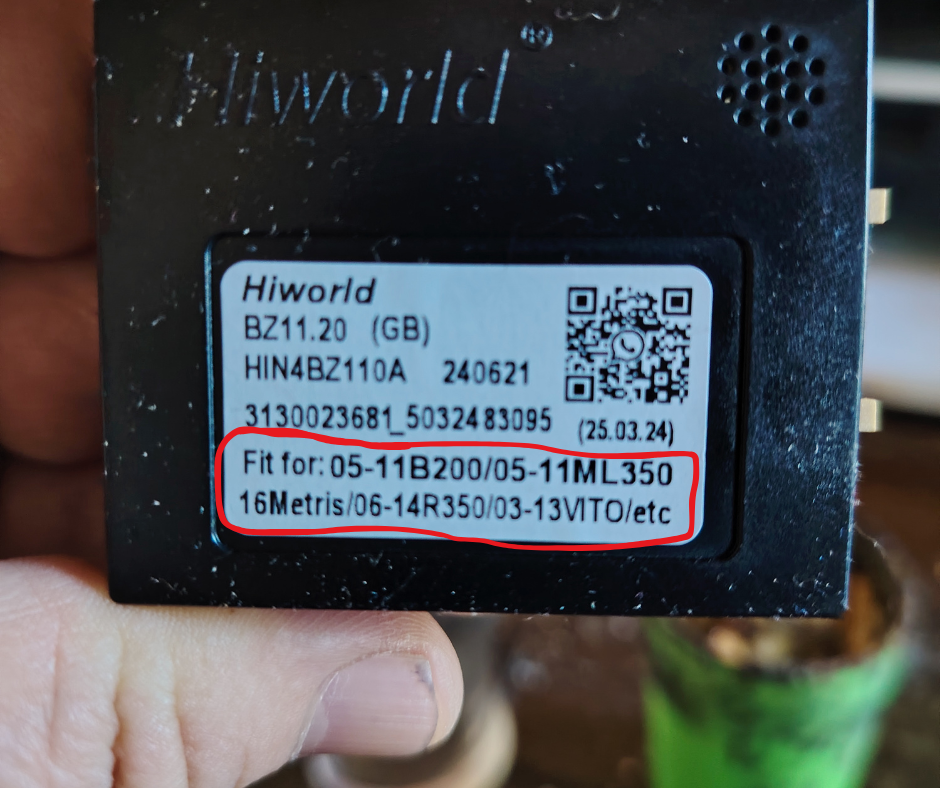 Hiworld ®
Hiworld
BZ11.20 (GB)
HIN4BZ110A 240621
3130023681_5032483095 (25.03.24)
Fit for: 05-11B200/05-11ML350
16Metris/06-14R350/03-13VITO/etc